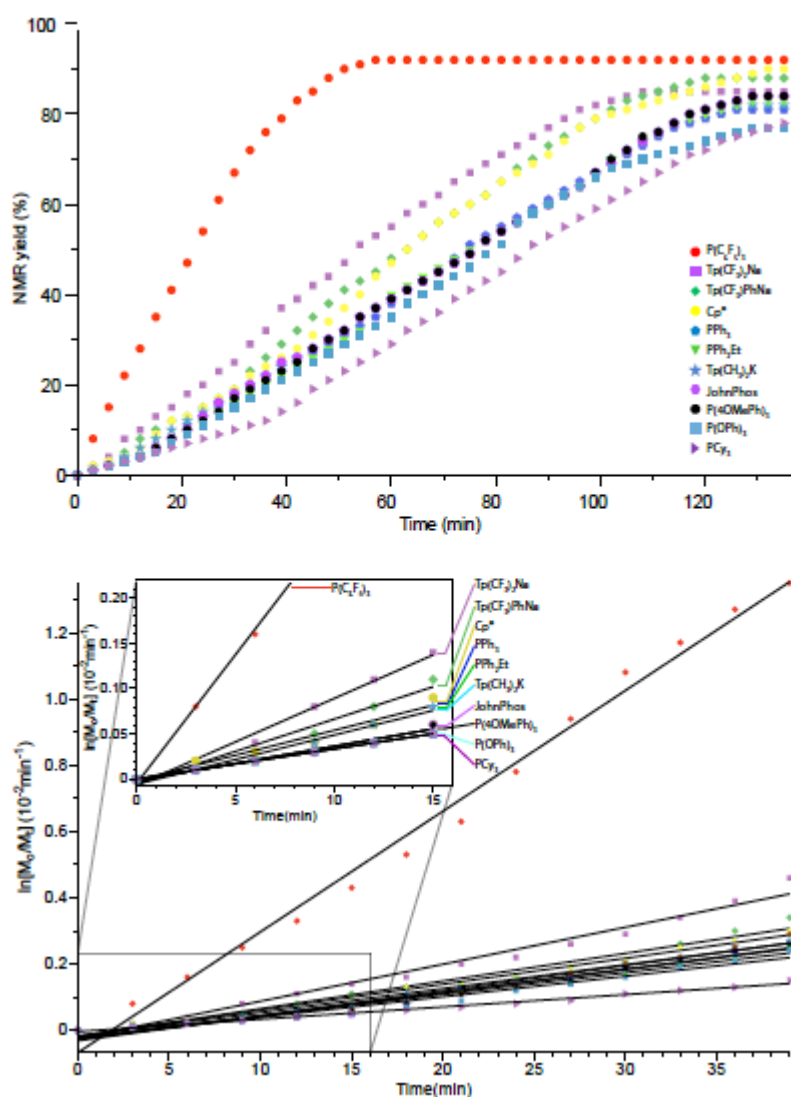 100
80
60
40
20
0
NMR yield (%)
0 20 40 60 80 100 120
Time (min)
P(C₆F₅)₃
Tp(CF₃)₂Na
Tp(CF₃)PhNa
Cp*
PPh₃
PPh₂Et
Tp(CH₃)₂K
JohnPhos
P(4OMePh)₃
P(OPh)₃
PCy₃
1.2
1.0
0.8
0.6
0.4
0.2
0
ln[M₀/Mₜ] (10⁻²min⁻¹)
0 5 10 15 20 25 30 35
Time(min)
0.20
0.15
0.10
0.05
0
ln[M₀/Mₜ] (10⁻²min⁻¹)
0 5 10 15
Time(min)
P(C₆F₅)₃
Tp(CF₃)₂Na
Tp(CF₃)PhNa
Cp*
PPh₃
PPh₂Et
Tp(CH₃)₂K
JohnPhos
P(4OMePh)₃
P(OPh)₃
PCy₃